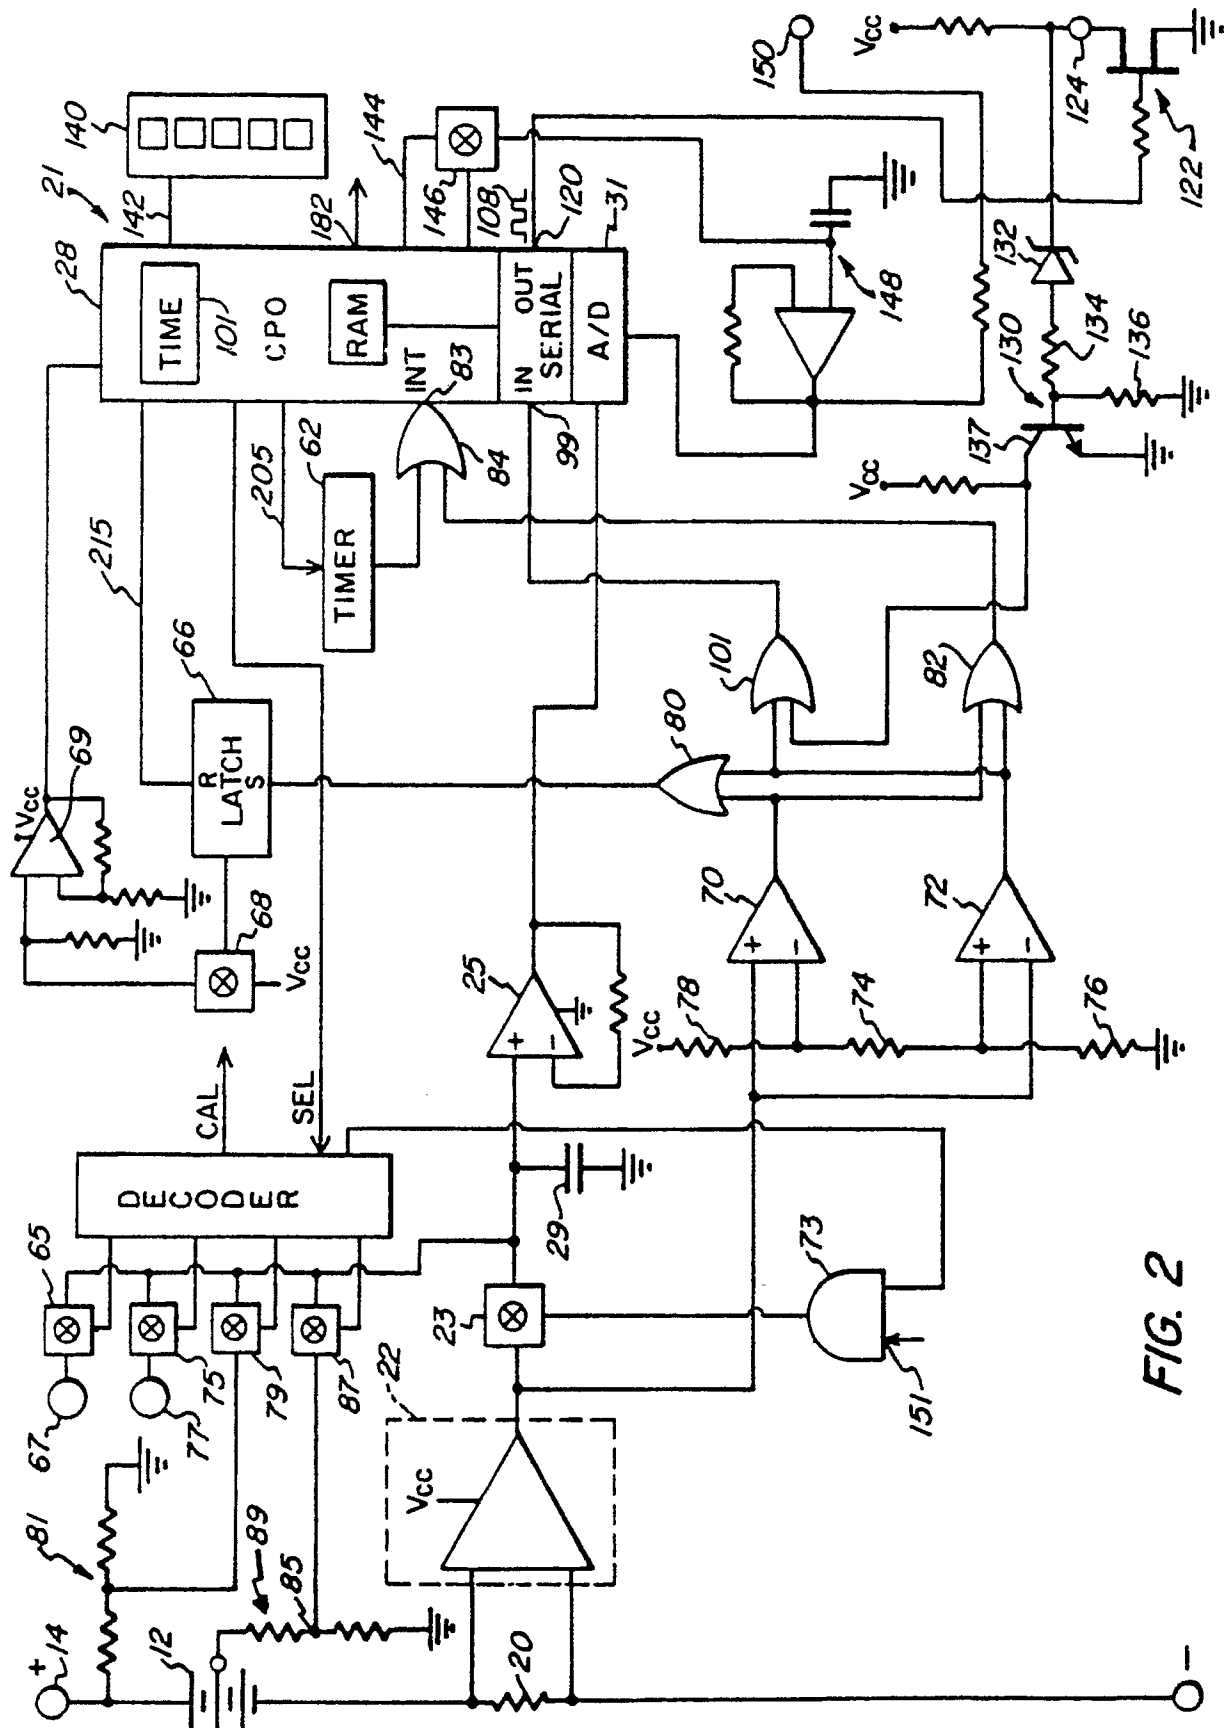 21
140
142
28
TIME
101
CPO
182
144
RAM
146
108
INT
83
IN
OUT
SERIAL
120
A/D
31
99
150
Vcc
124
122
132
134
136
130
137
Vcc
148
215
205
62
TIMER
84
66
R
LATCH
S
69
Vcc
68
Vcc
101
82
80
70
+
−
72
+
−
25
+
−
Vcc
78
74
76
CAL
SEL
DECODER
29
65
67
75
77
79
87
23
73
151
22
Vcc
81
89
85
14
+
12
20
−
FIG. 2